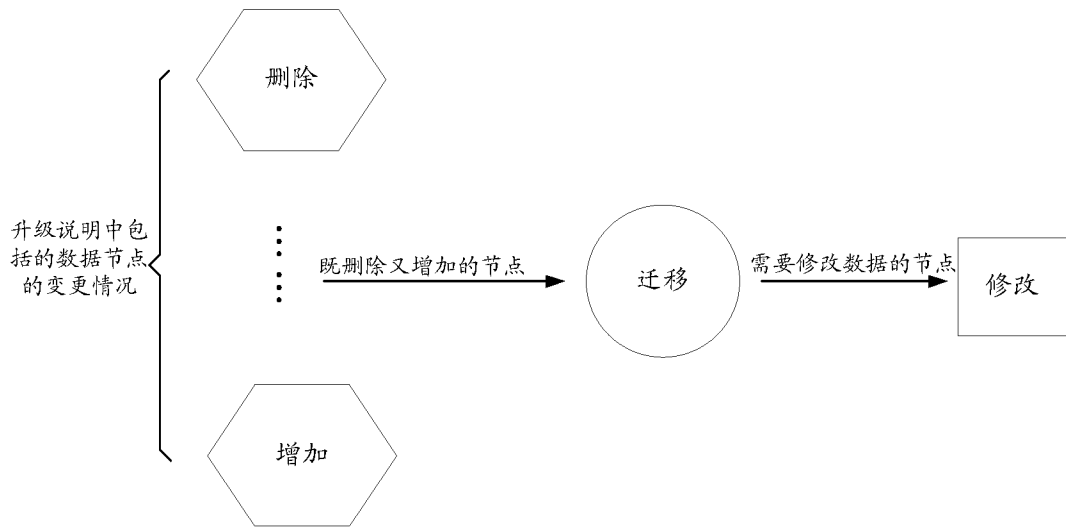 删除
升级说明中包
括的数据节点
的变更情况
既删除又增加的节点
迁移
需要修改数据的节点
修改
增加